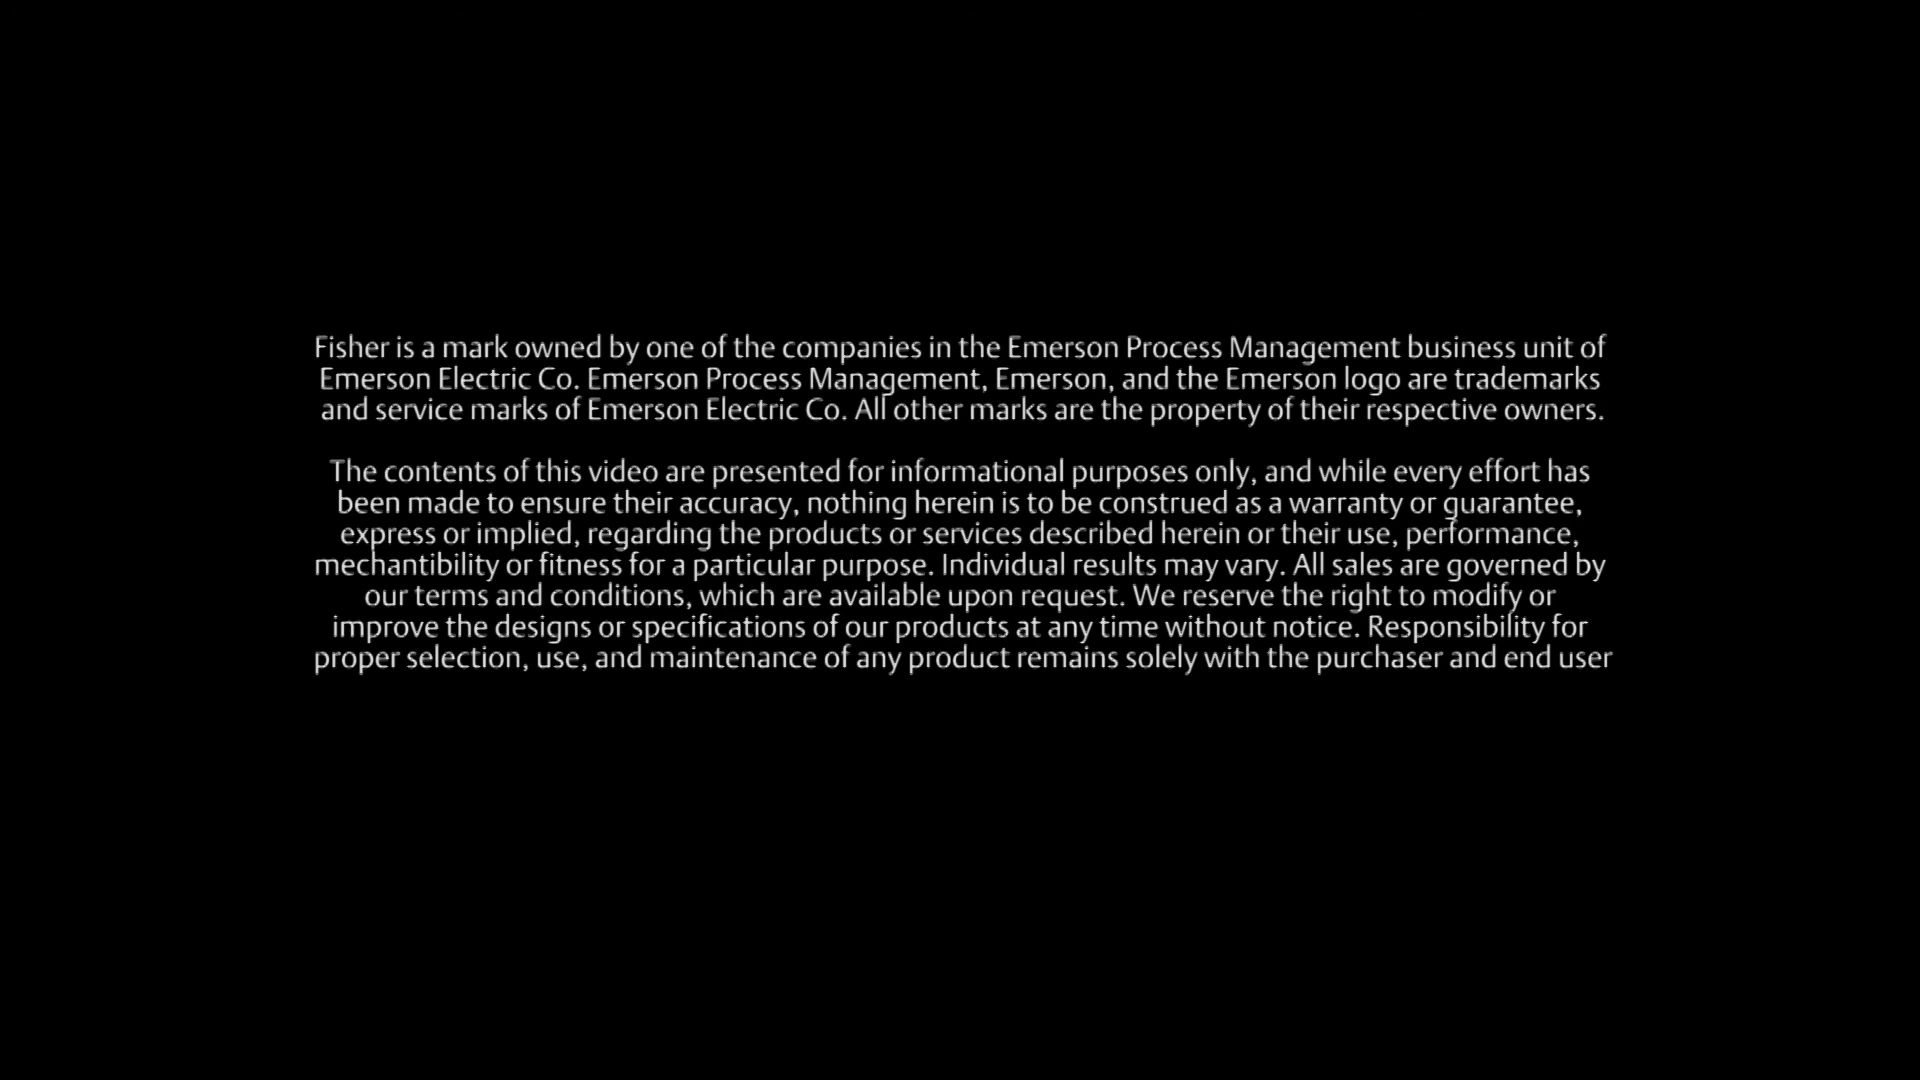 Fisher is a mark owned by one of the companies in the Emerson Process Management business unit of
Emerson Electric Co. Emerson Process Management, Emerson, and the Emerson logo are trademarks
and service marks of Emerson Electric Co. All other marks are the property of their respective owners.
The contents of this video are presented for informational purposes only, and while every effort has
been made to ensure their accuracy, nothing herein is to be construed as a warranty or guarantee,
express or implied, regarding the products or services described herein or their use, performance,
mechantibility or fitness for a particular purpose. Individual results may vary. All sales are governed by
our terms and conditions, which are available upon request. We reserve the right to modify or
improve the designs or specifications of our products at any time without notice. Responsibility for
proper selection, use, and maintenance of any product remains solely with the purchaser and end user